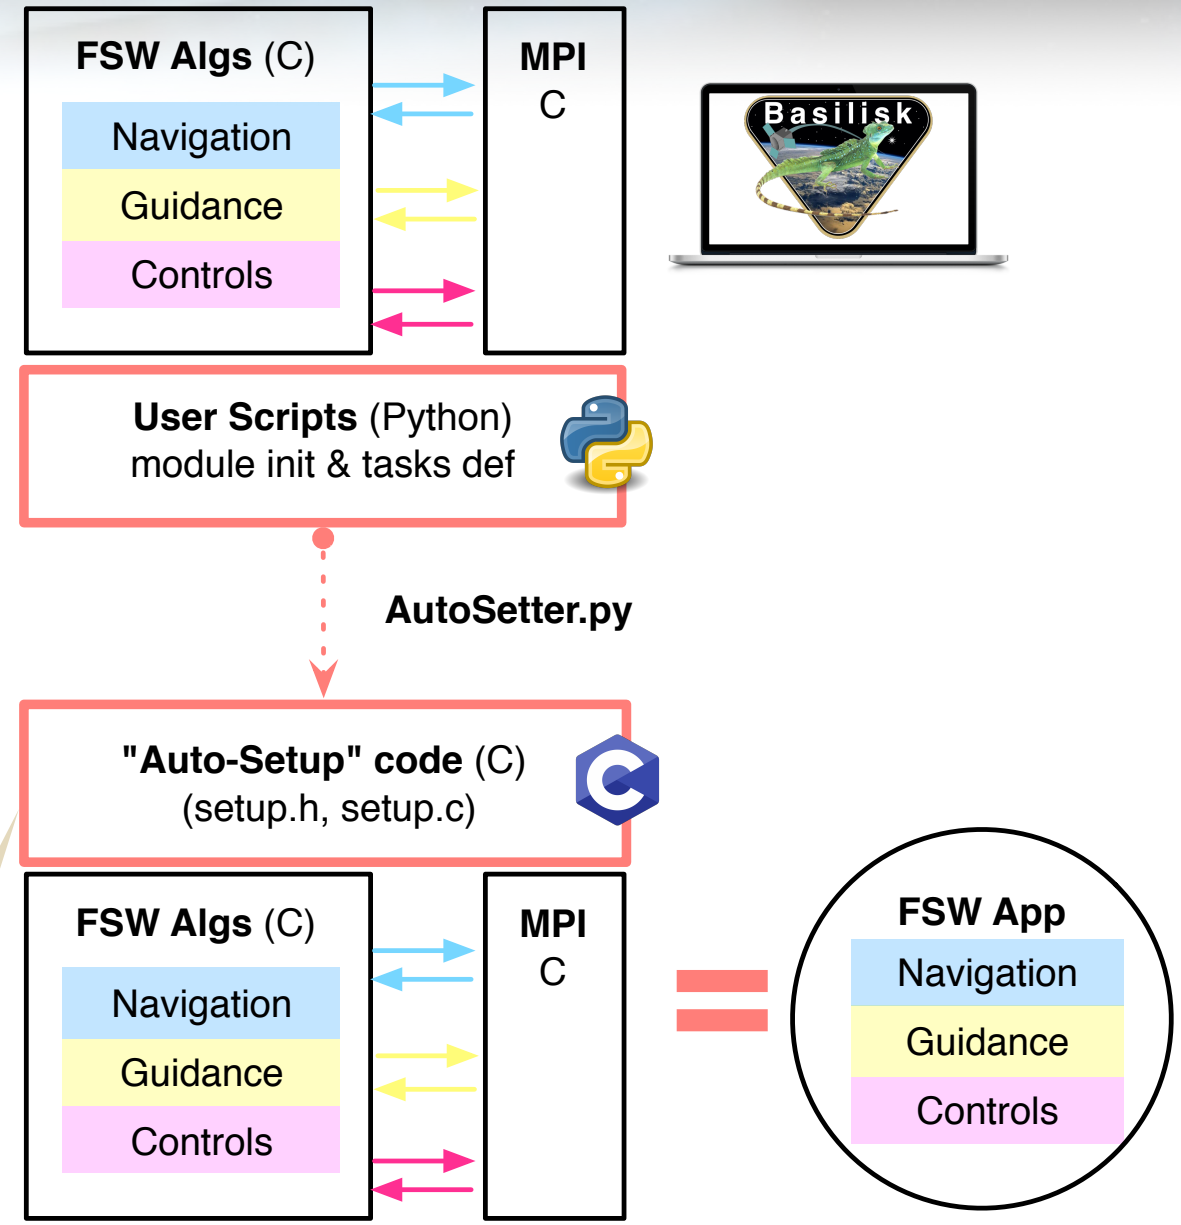 FSW Algs (C)
Navigation
Guidance
Controls
MPI
C
Basilisk
User Scripts (Python)
module init & tasks def
AutoSetter.py
"Auto-Setup" code (C)
(setup.h, setup.c)
C
FSW Algs (C)
Navigation
Guidance
Controls
MPI
C
FSW App
Navigation
Guidance
Controls